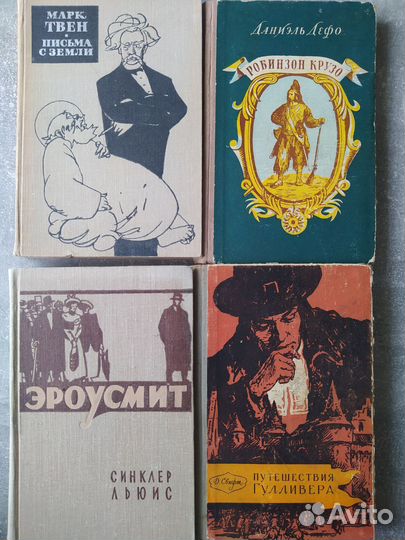 МАРК
ТВЕН
ПИСЬМА
С ЗЕМЛИ
Даниэль Дефо
РОБИНЗОН КРУЗО
ЭРОУСМИТ
СИНКЛЕР
ЛЬЮИС
Д. Свифт
ПУТЕШЕСТВИЯ
ГУЛЛИВЕРА
Avito